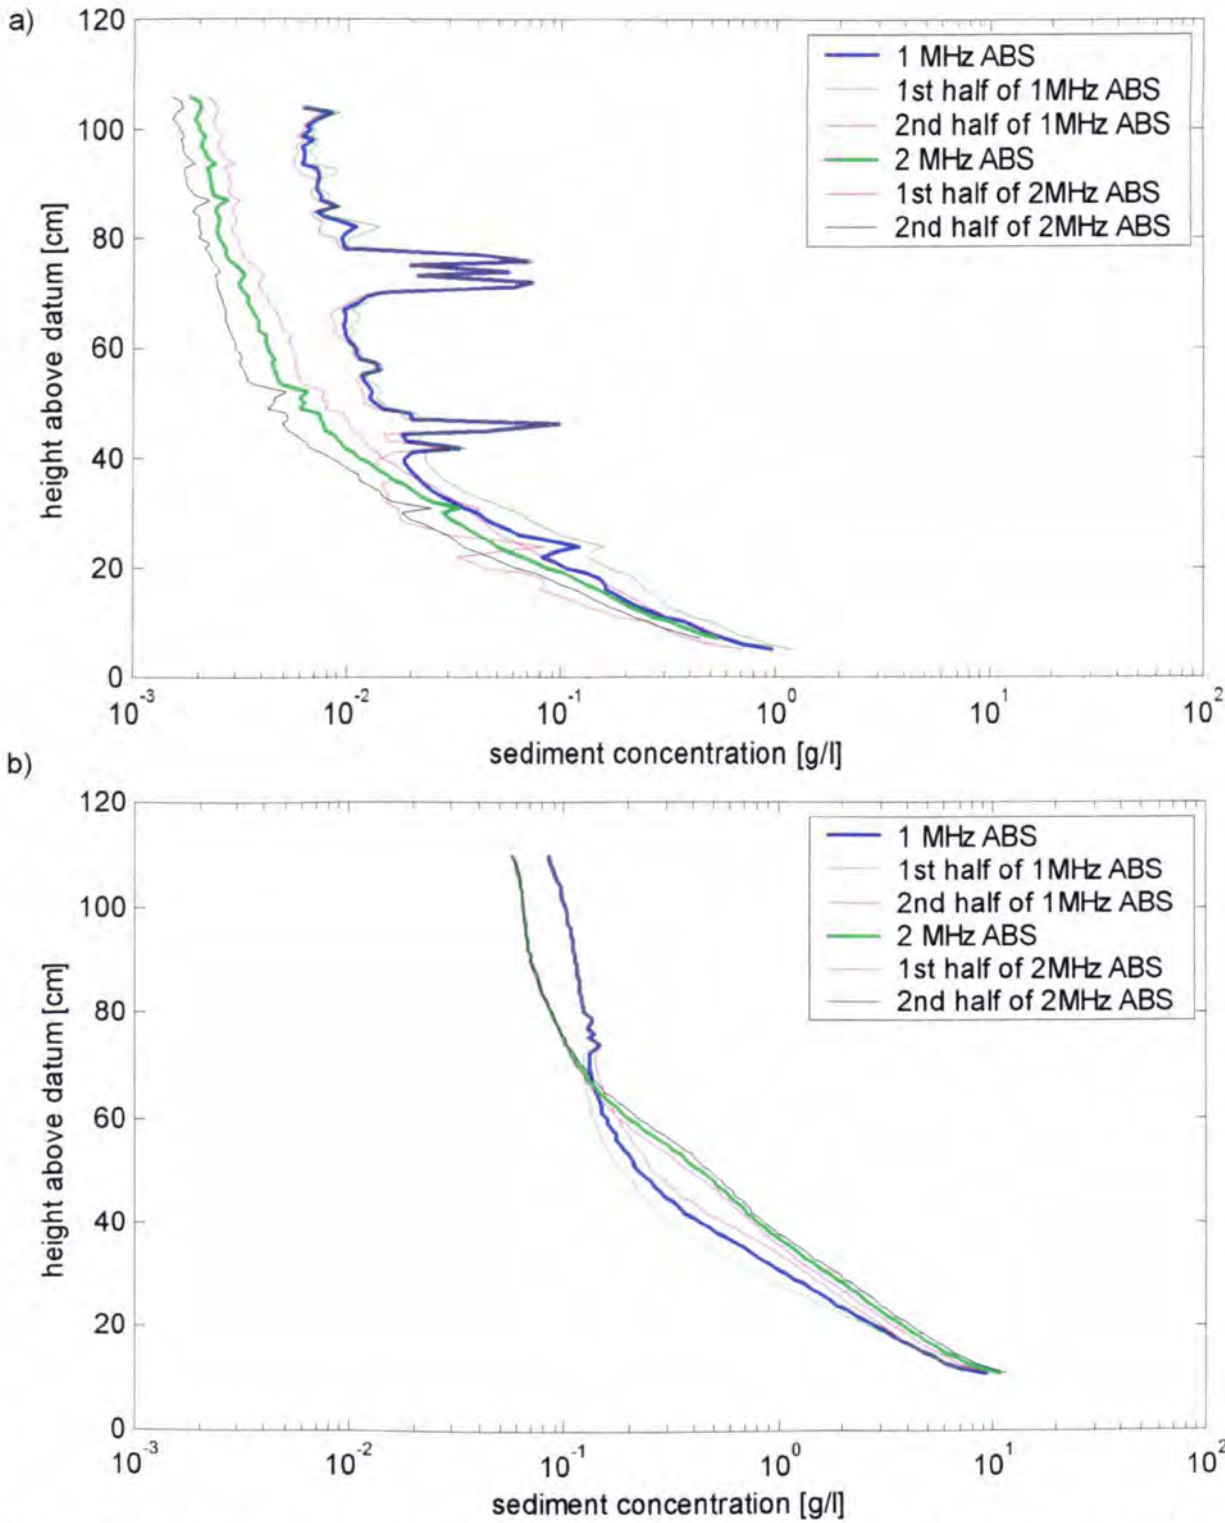 a)
120
100
80
60
40
20
0
height above datum [cm]
1 MHz ABS
1st half of 1MHz ABS
2nd half of 1MHz ABS
2 MHz ABS
1st half of 2MHz ABS
2nd half of 2MHz ABS
10⁻³ 10⁻² 10⁻¹ 10⁰ 10¹ 10²
sediment concentration [g/l]
b)
120
100
80
60
40
20
0
height above datum [cm]
1 MHz ABS
1st half of 1MHz ABS
2nd half of 1MHz ABS
2 MHz ABS
1st half of 2MHz ABS
2nd half of 2MHz ABS
10⁻³ 10⁻² 10⁻¹ 10⁰ 10¹ 10²
sediment concentration [g/l]